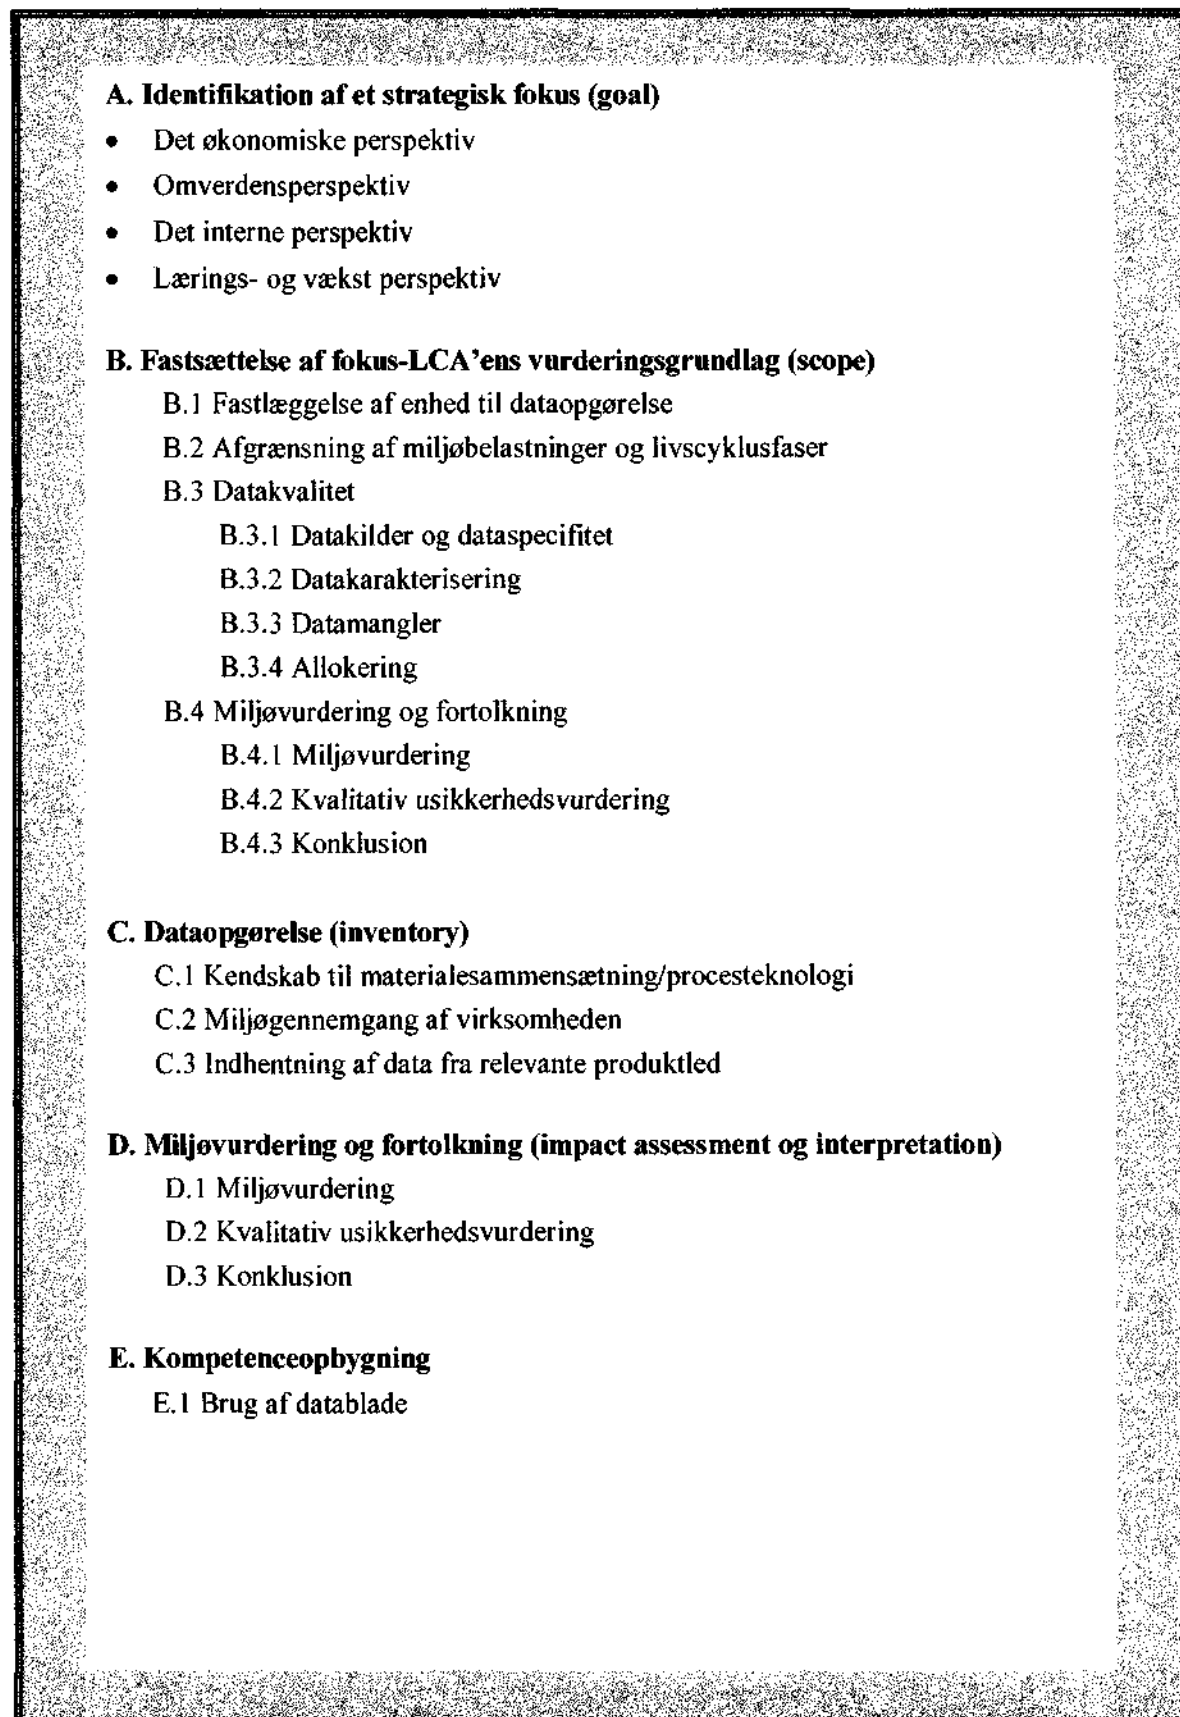 A. Identifikation af et strategisk fokus (goal)
• Det økonomiske perspektiv
• Omverdensperspektiv
• Det interne perspektiv
• Lærings- og vækst perspektiv
B. Fastsættelse af fokus-LCA'ens vurderingsgrundlag (scope)
B.1 Fastlæggelse af enhed til dataopgørelse
B.2 Afgrænsning af miljøbelastninger og livscyklusfaser
B.3 Datakvalitet
B.3.1 Datakilder og dataspecifitet
B.3.2 Datakarakterisering
B.3.3 Datamangler
B.3.4 Allokering
B.4 Miljøvurdering og fortolkning
B.4.1 Miljøvurdering
B.4.2 Kvalitativ usikkerhedsvurdering
B.4.3 Konklusion
C. Dataopgørelse (inventory)
C.1 Kendskab til materialesammensætning/procesteknologi
C.2 Miljøgennemgang af virksomheden
C.3 Indhentning af data fra relevante produktled
D. Miljøvurdering og fortolkning (impact assessment og interpretation)
D.1 Miljøvurdering
D.2 Kvalitativ usikkerhedsvurdering
D.3 Konklusion
E. Kompetenceopbygning
E.1 Brug af datablade